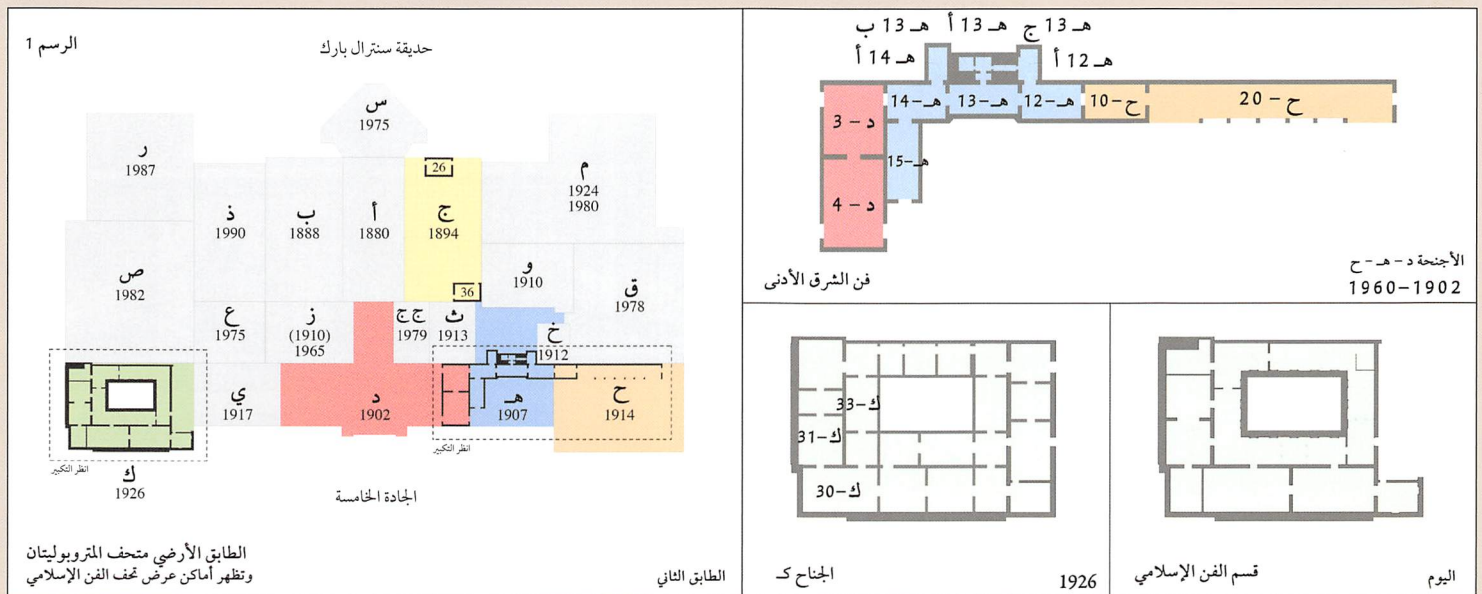 الرسم 1
حديقة سنترال بارك
س
1975
ر
1987
26
م
1924
1980
ذ
1990
ب
1888
أ
1880
ج
1894
ص
1982
و
1910
ق
1978
36
ع
1975
ز
(1910)
1965
ج ج
1979
ث
1913
خ
1912
ي
1917
د
1902
هـ
1907
ح
1914
انظر التكبير
انظر التكبير
ك
1926
الجادة الخامسة
الطابق الأرضي متحف المتروبوليتان
وتظهر أماكن عرض تحف الفن الإسلامي
الطابق الثاني
هـ 13 ب
هـ 13 أ
هـ 13 ج
هـ 14 أ
هـ 12 أ
د - 3
هـ-14
هـ-13
هـ-12
ح-10
ح - 20
هـ-15
د - 4
الأجنحة د - هـ - ح
1902-1960
فن الشرق الأدنى
ك-33
ك-31
ك-30
الجناح كـ
1926
قسم الفن الإسلامي
اليوم